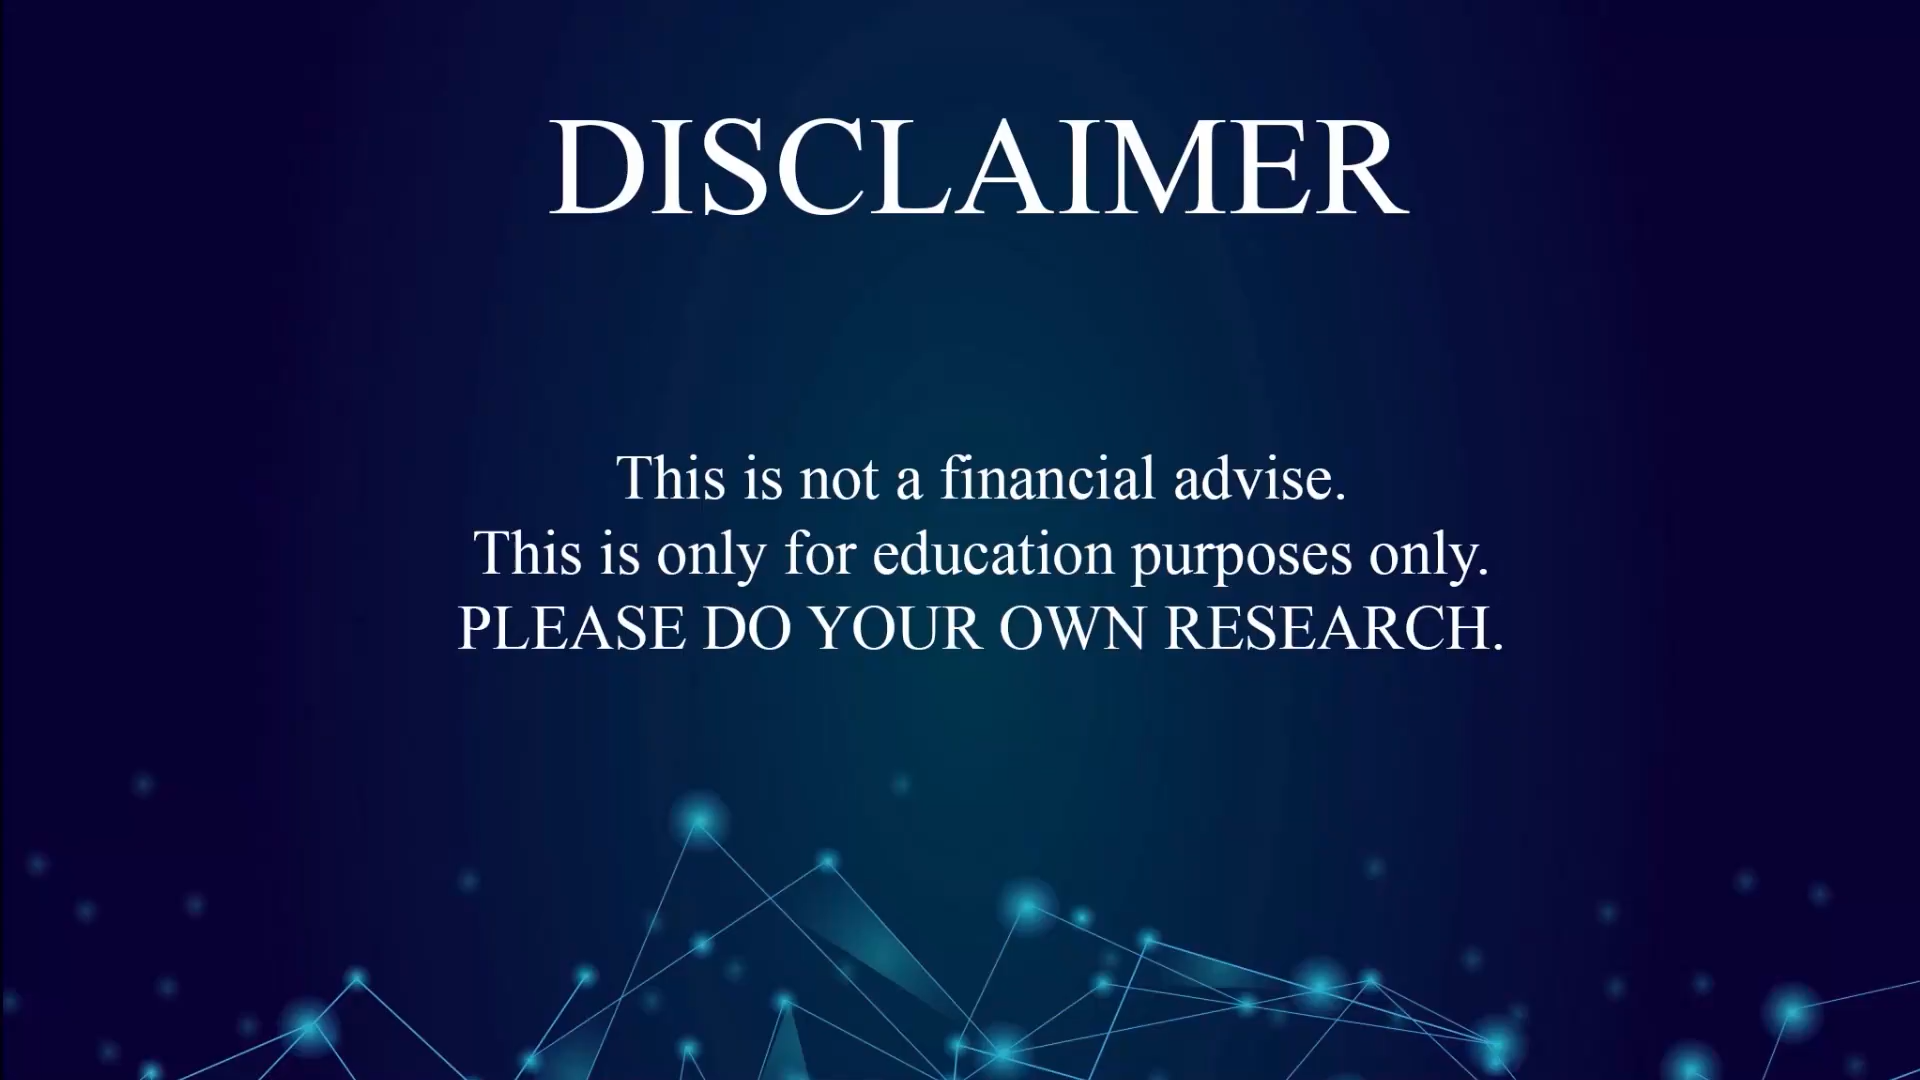 DISCLAIMER
This is not a financial advise.
This is only for education purposes only.
PLEASE DO YOUR OWN RESEARCH.